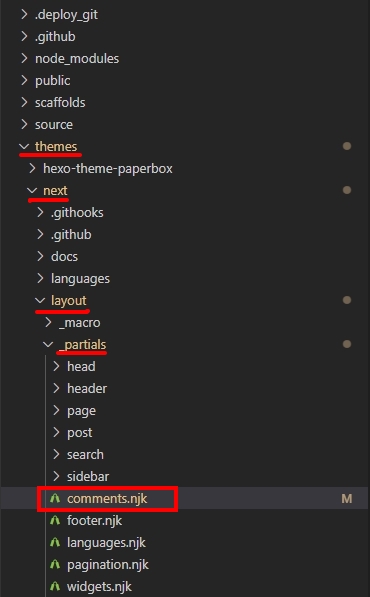 .deploy_git
.github
node_modules
public
scaffolds
source
themes
hexo-theme-paperbox
next
.githooks
.github
docs
languages
layout
_macro
_partials
head
header
page
post
search
sidebar
comments.njk M
footer.njk
languages.njk
pagination.njk
widgets.njk